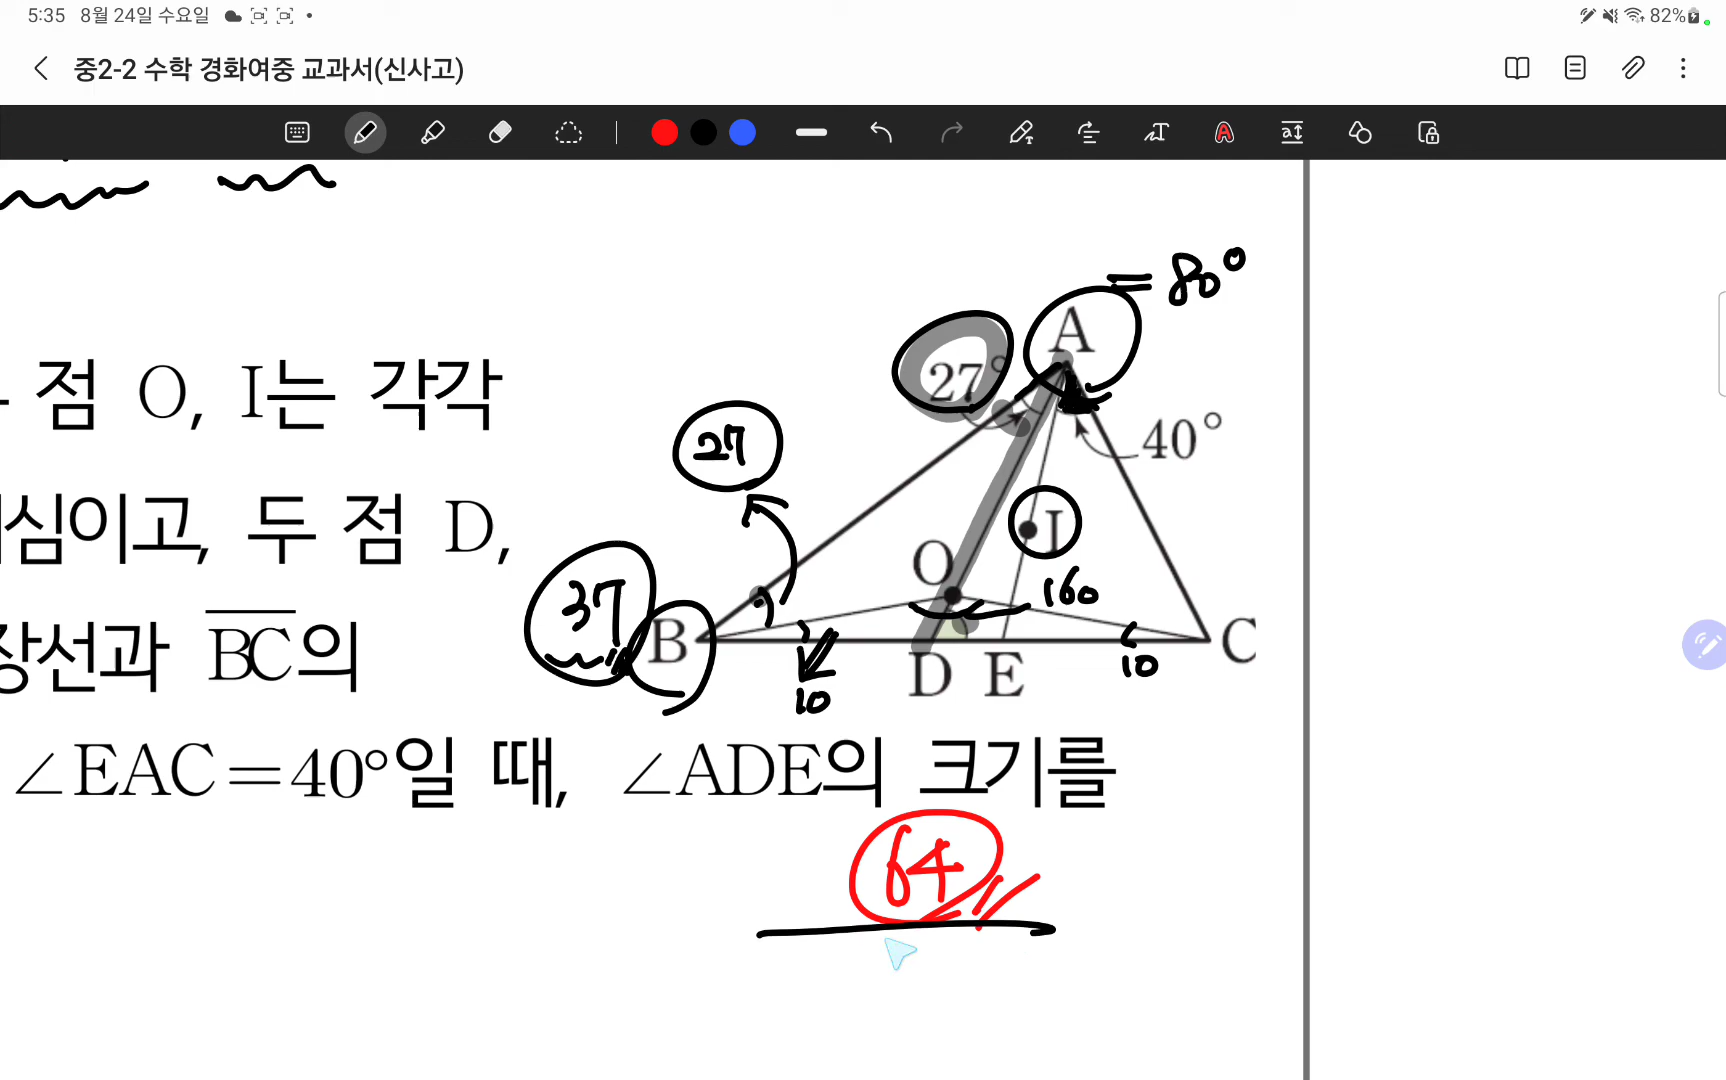 5:35 8월 24일 수요일
82%
중2-2 수학 경화여중 교과서(신사고)
= 80°
A
27°
점 O, I는 각각
27
40°
I
심이고, 두 점 D,
O
160
37
B
C
장선과 BC의
10
D E
10
∠EAC=40°일 때, ∠ADE의 크기를
64